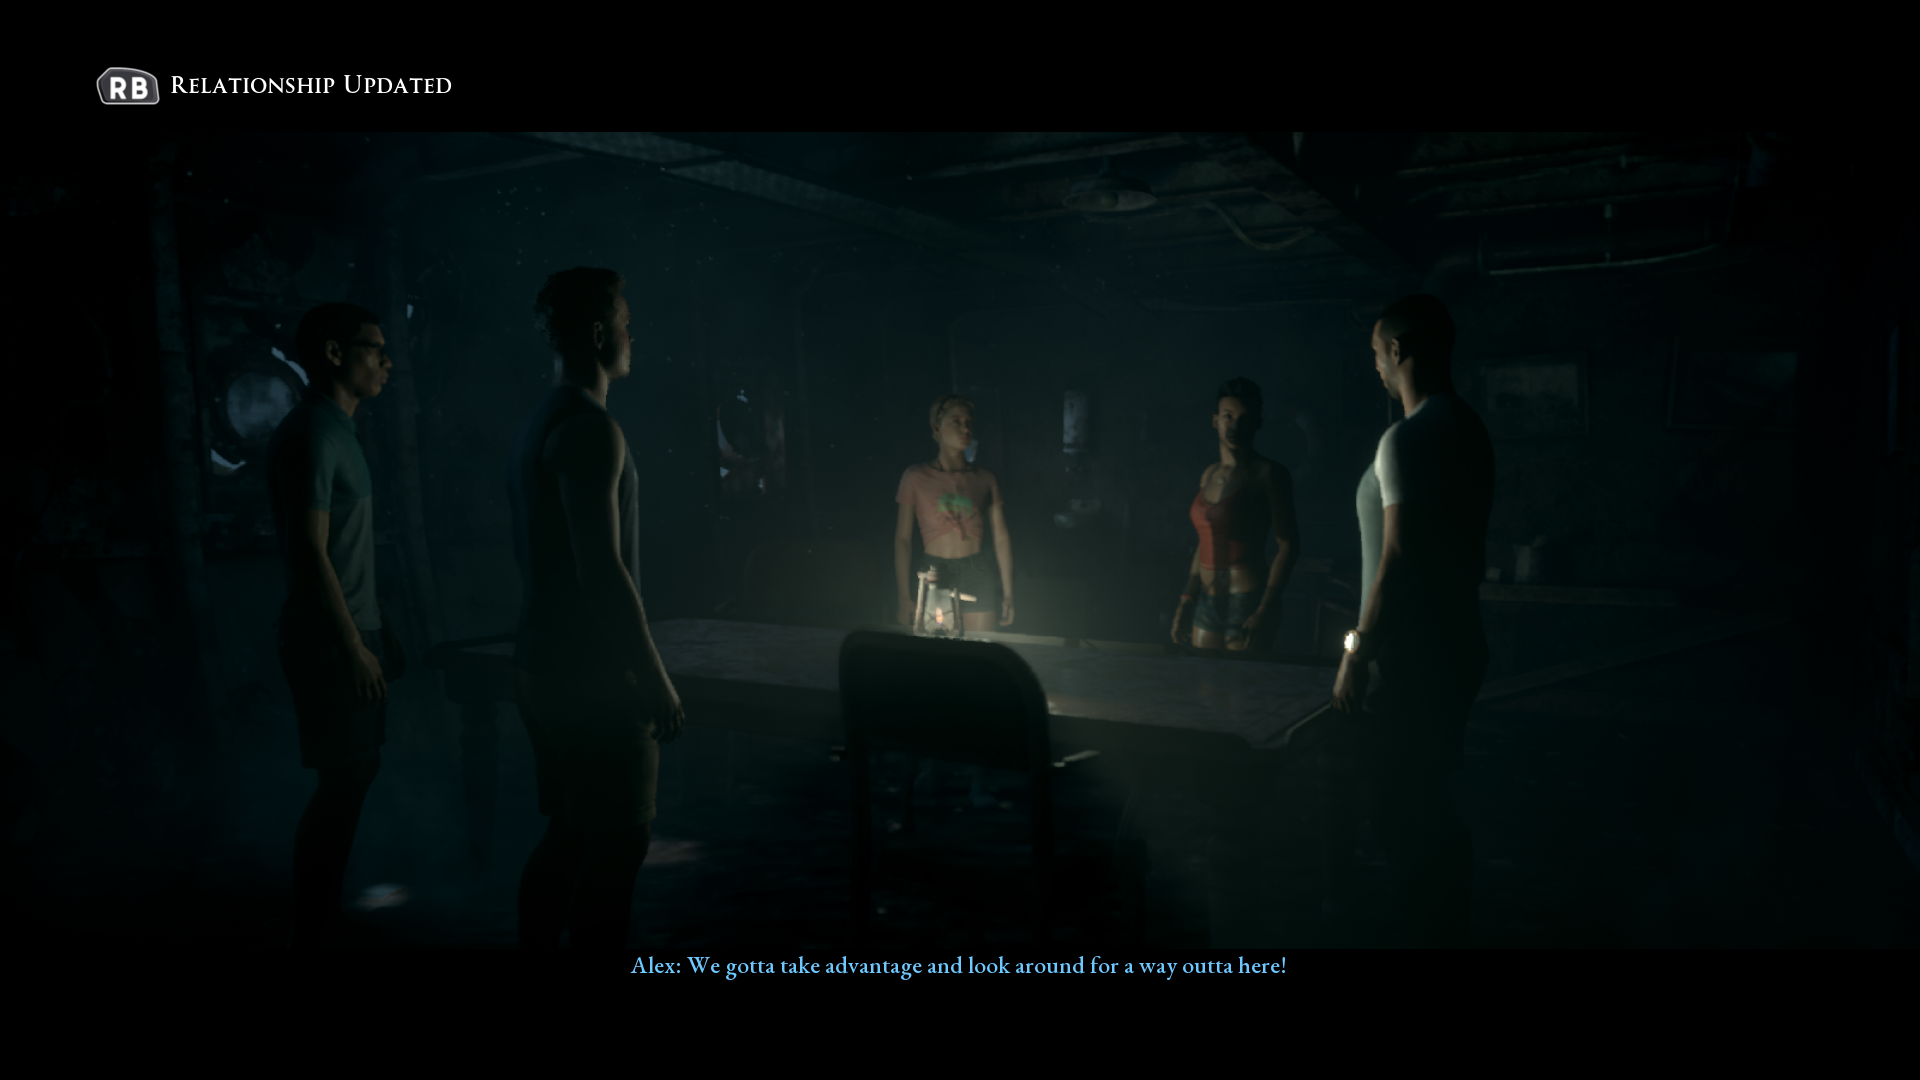 RB Relationship Updated
Alex: We gotta take advantage and look around for a way outta here!